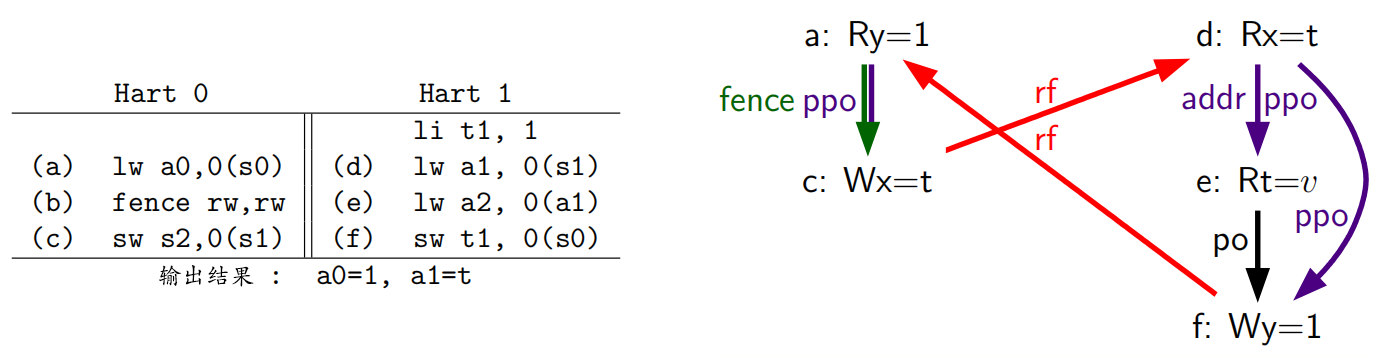 Hart 0 Hart 1
li t1, 1
(a) lw a0,0(s0) (d) lw a1, 0(s1)
(b) fence rw,rw (e) lw a2, 0(a1)
(c) sw s2,0(s1) (f) sw t1, 0(s0)
输出结果 : a0=1, a1=t
a: Ry=1
d: Rx=t
fence ppo
rf
addr ppo
rf
c: Wx=t
e: Rt=v
ppo
po
f: Wy=1